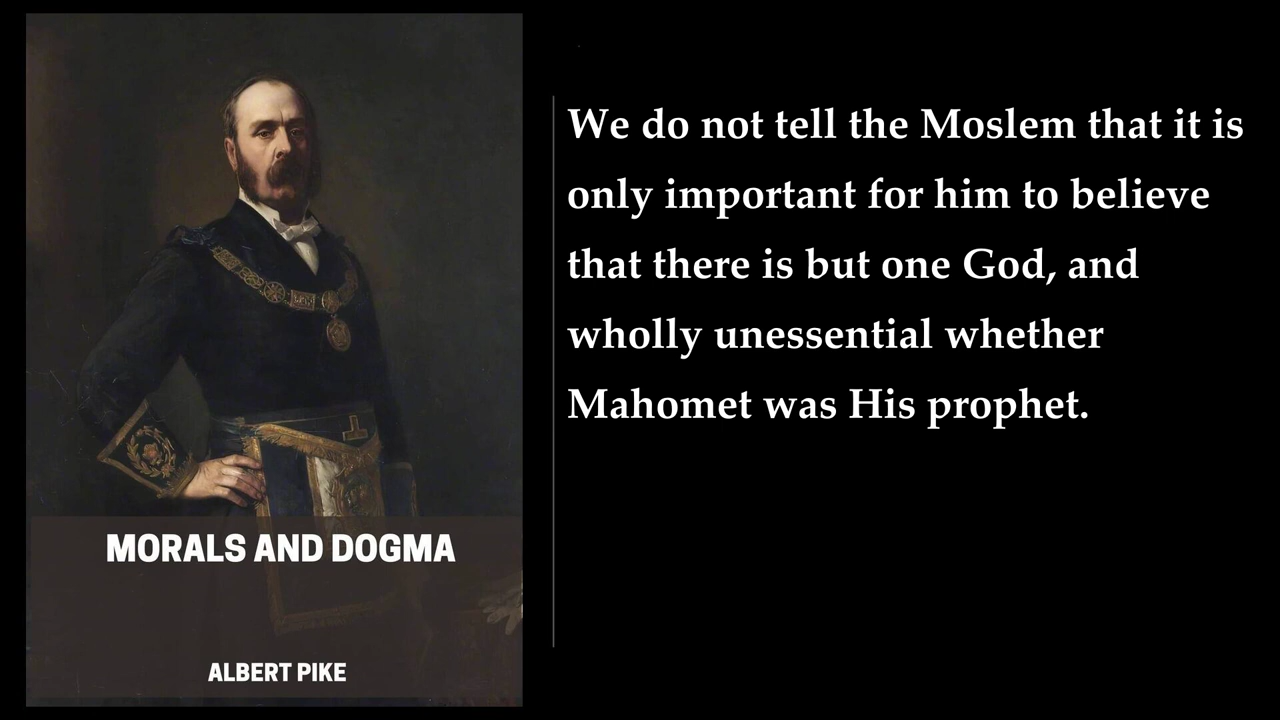 We do not tell the Moslem that it is
only important for him to believe
that there is but one God, and
wholly unessential whether
Mahomet was His prophet.
MORALS AND DOGMA
ALBERT PIKE